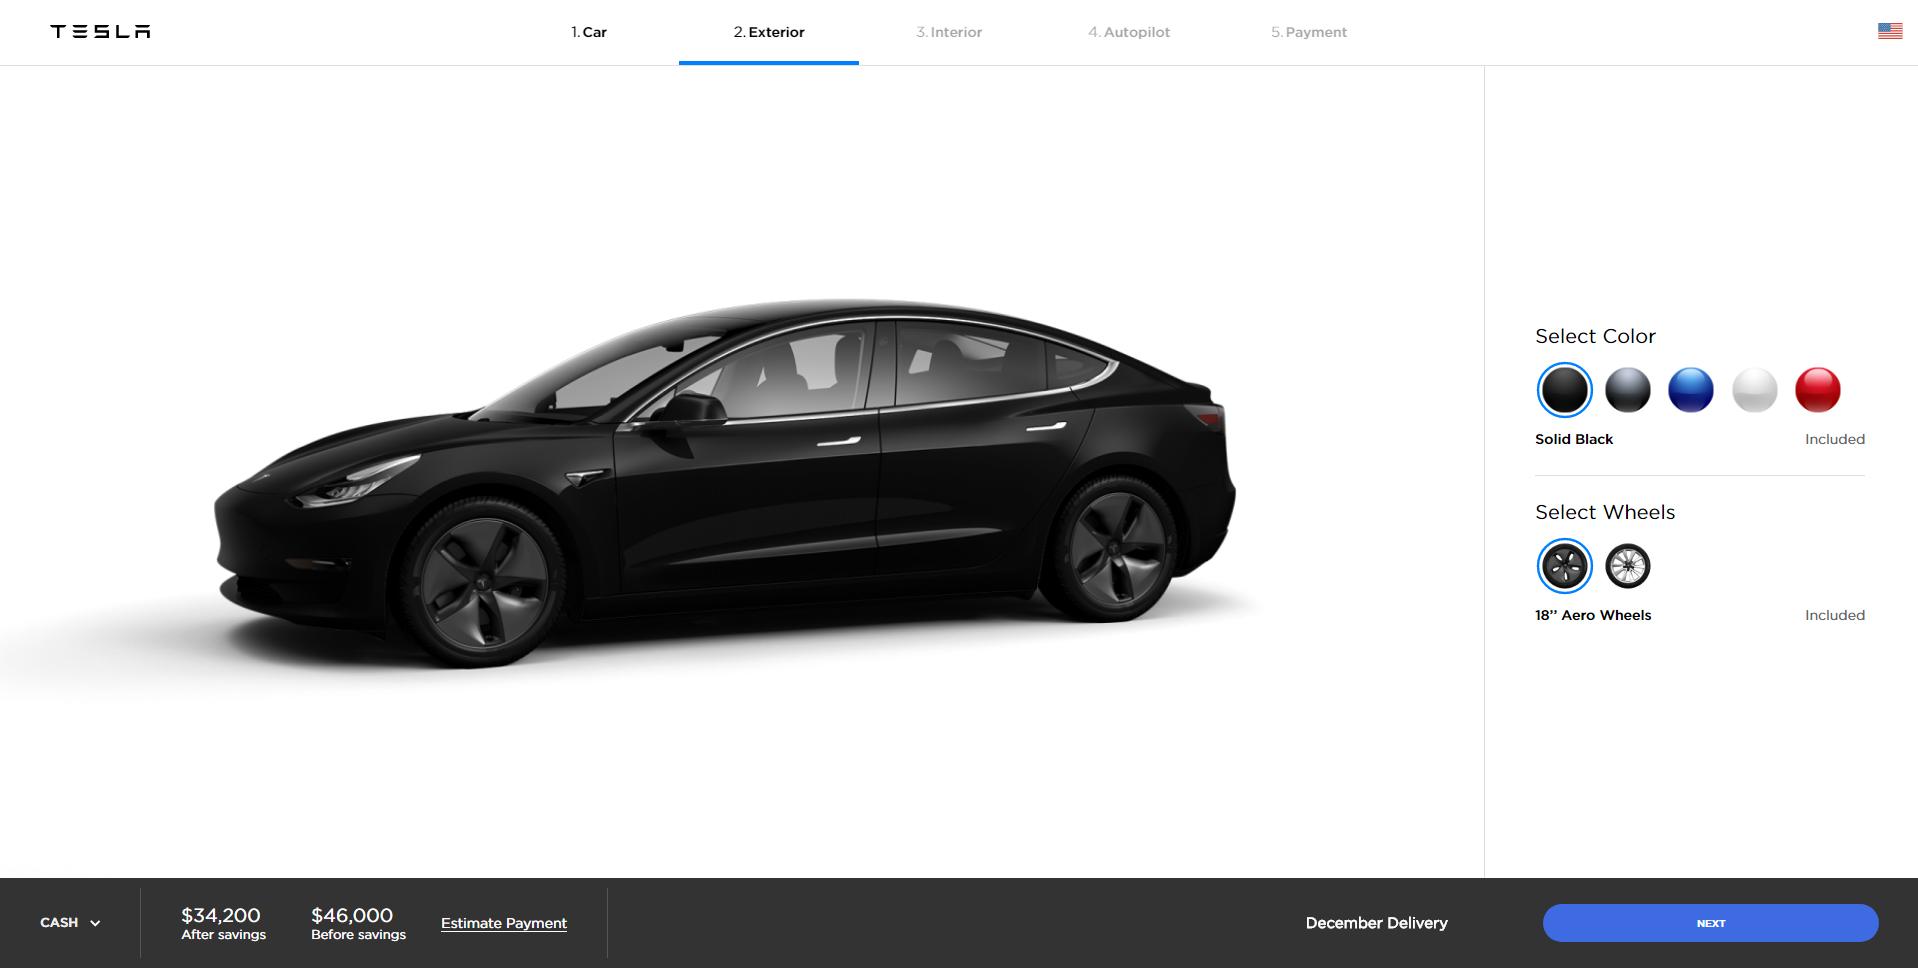 TESLA
1. Car
2. Exterior
3. Interior
4. Autopilot
5. Payment
Select Color
Solid Black
Included
Select Wheels
18’’ Aero Wheels
Included
CASH
$34,200
After savings
$46,000
Before savings
Estimate Payment
December Delivery
NEXT